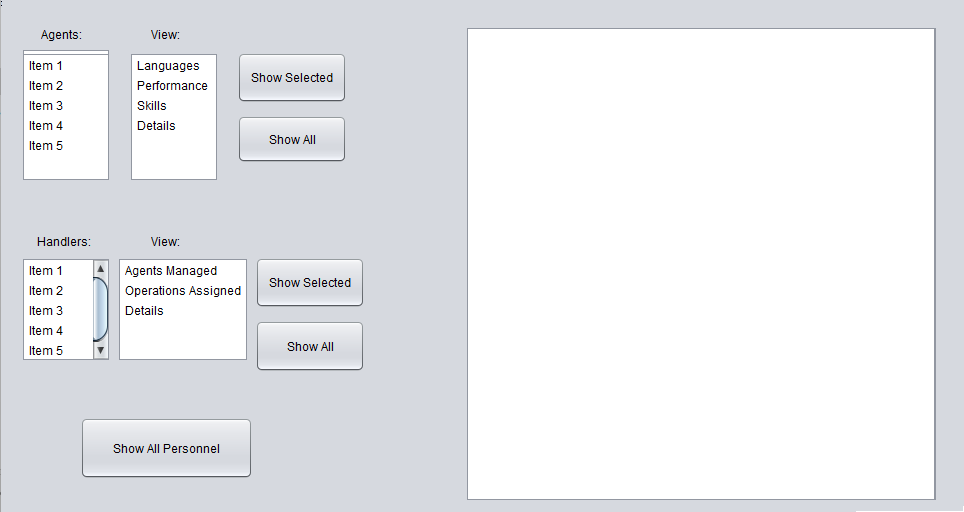 Agents:
View:
Item 1
Item 2
Item 3
Item 4
Item 5
Languages
Performance
Skills
Details
Show Selected
Show All
Handlers:
View:
Item 1
Item 2
Item 3
Item 4
Item 5
Agents Managed
Operations Assigned
Details
Show Selected
Show All
Show All Personnel